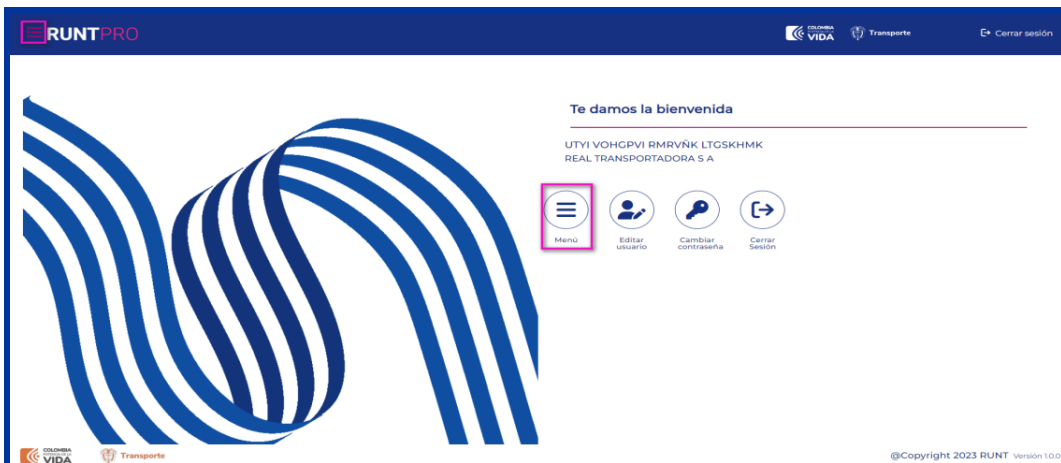 RUNTPRO
COLOMBIA
VIDA
Transporte
Cerrar sesión
Te damos la bienvenida
UTYI VOHGPVI RMRVÑK LTGSKHMK
REAL TRANSPORTADORA S A
Menú
Editar
usuario
Cambiar
contraseña
Cerrar
Sesión
COLOMBIA
VIDA
Transporte
@Copyright 2023 RUNT Versión 1.0.0